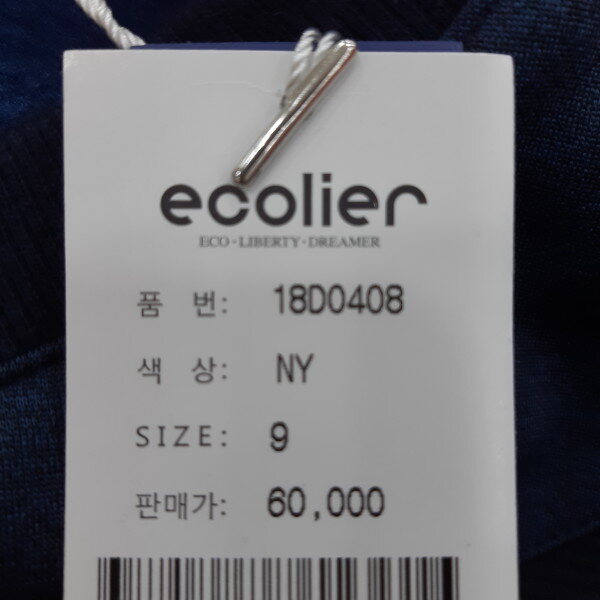 ecolier
ECO · LIBERTY · DREAMER
품 번: 18D0408
색 상: NY
SIZE: 9
판매가: 60,000